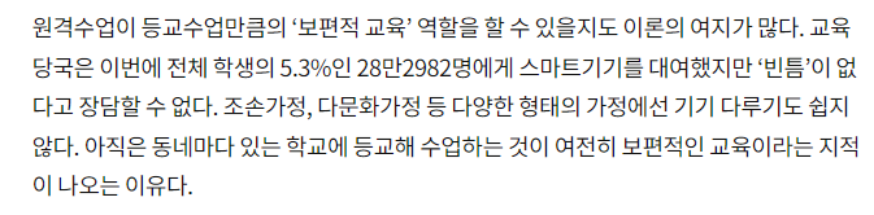 원격수업이 등교수업만큼의 ‘보편적 교육’ 역할을 할 수 있을지도 이론의 여지가 많다. 교육
당국은 이번에 전체 학생의 5.3%인 28만2982명에게 스마트기기를 대여했지만 ‘빈틈’이 없
다고 장담할 수 없다. 조손가정, 다문화가정 등 다양한 형태의 가정에선 기기 다루기도 쉽지
않다. 아직은 동네마다 있는 학교에 등교해 수업하는 것이 여전히 보편적인 교육이라는 지적
이 나오는 이유다.